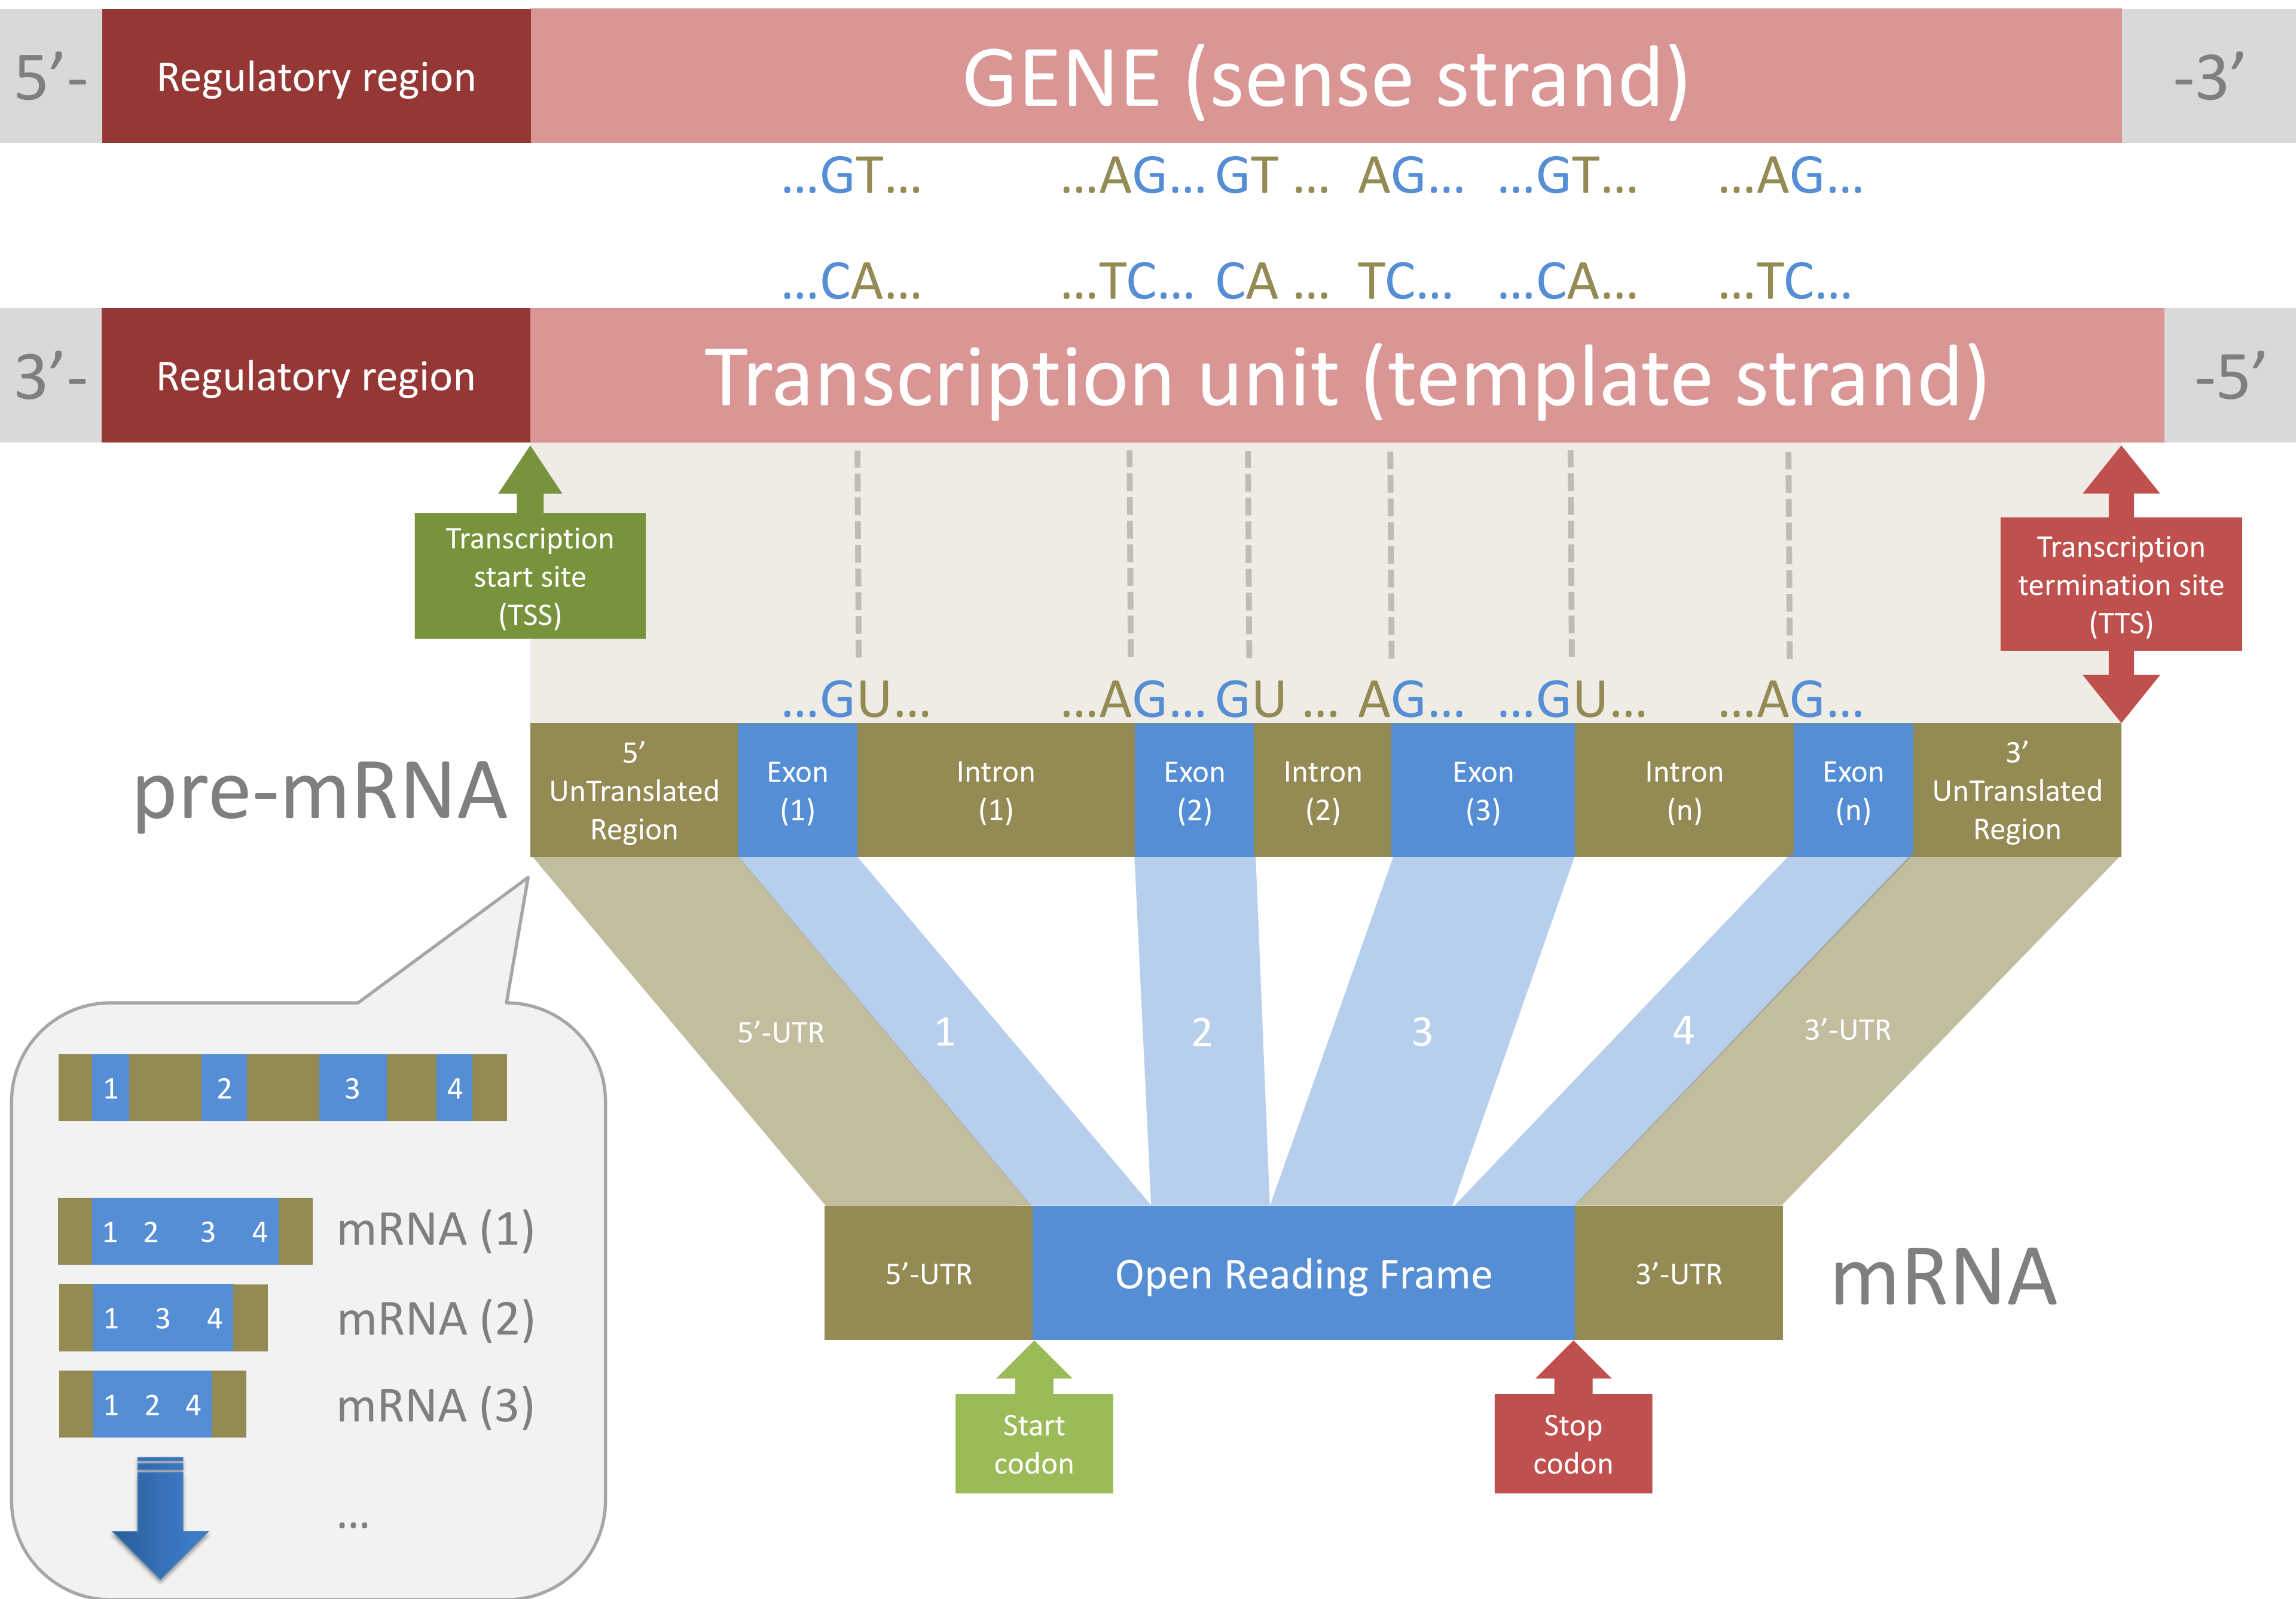 5’-
Regulatory region
GENE (sense strand)
-3’
...GT... ...AG... GT ... AG... ...GT... ...AG...
...CA... ...TC... CA ... TC... ...CA... ...TC...
3’-
Regulatory region
Transcription unit (template strand)
-5’
Transcription
start site
(TSS)
Transcription
termination site
(TTS)
...GU... ...AG... GU ... AG... ...GU... ...AG...
pre-mRNA
5’
UnTranslated
Region
Exon
(1)
Intron
(1)
Exon
(2)
Intron
(2)
Exon
(3)
Intron
(n)
Exon
(n)
3’
UnTranslated
Region
5’-UTR
1
2
3
4
3’-UTR
1 2 3 4
1 2 3 4
mRNA (1)
1 3 4
mRNA (2)
1 2 4
mRNA (3)
...
5’-UTR
Open Reading Frame
3’-UTR
mRNA
Start
codon
Stop
codon